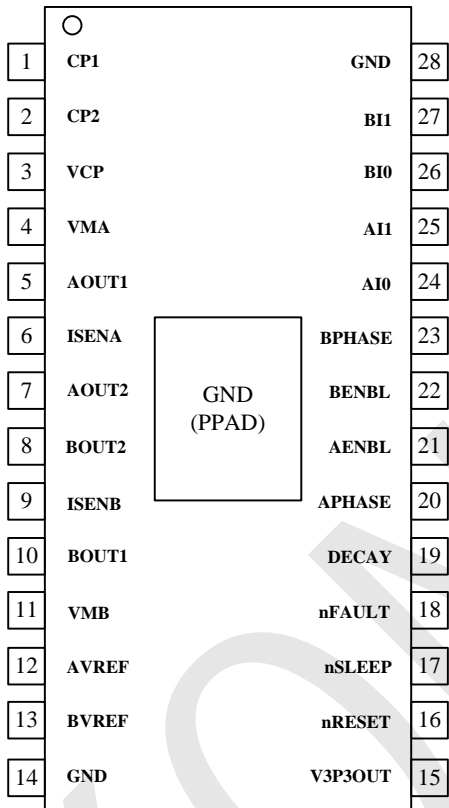 1 CP1 GND 28
2 CP2 BI1 27
3 VCP BI0 26
4 VMA AI1 25
5 AOUT1 AI0 24
6 ISENA BPHASE 23
7 AOUT2 GND BENBL 22
(PPAD)
8 BOUT2 AENBL 21
9 ISENB APHASE 20
10 BOUT1 DECAY 19
11 VMB nFAULT 18
12 AVREF nSLEEP 17
13 BVREF nRESET 16
14 GND V3P3OUT 15